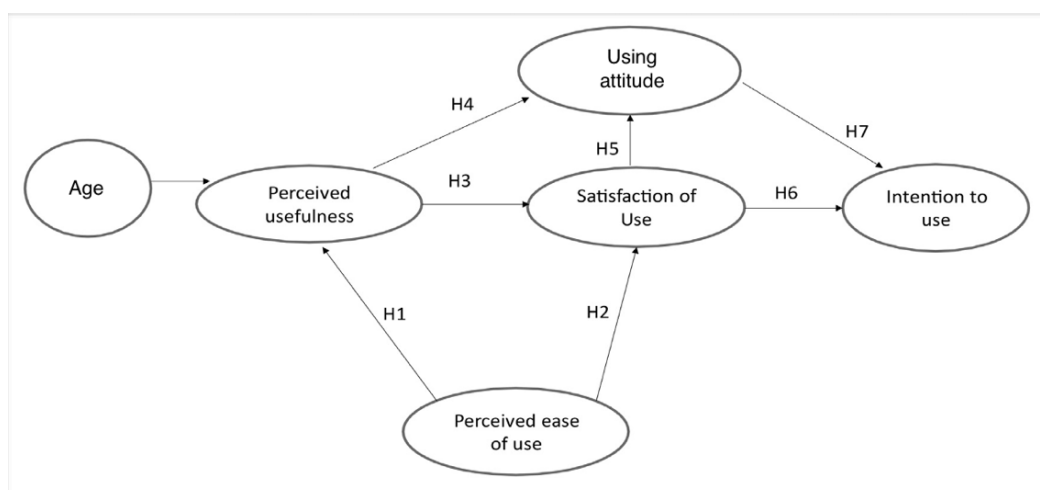 Using
attitude
H4
H7
H5
Age
Perceived
usefulness
H3
Satisfaction of
Use
H6
Intention to
use
H1
H2
Perceived ease
of use